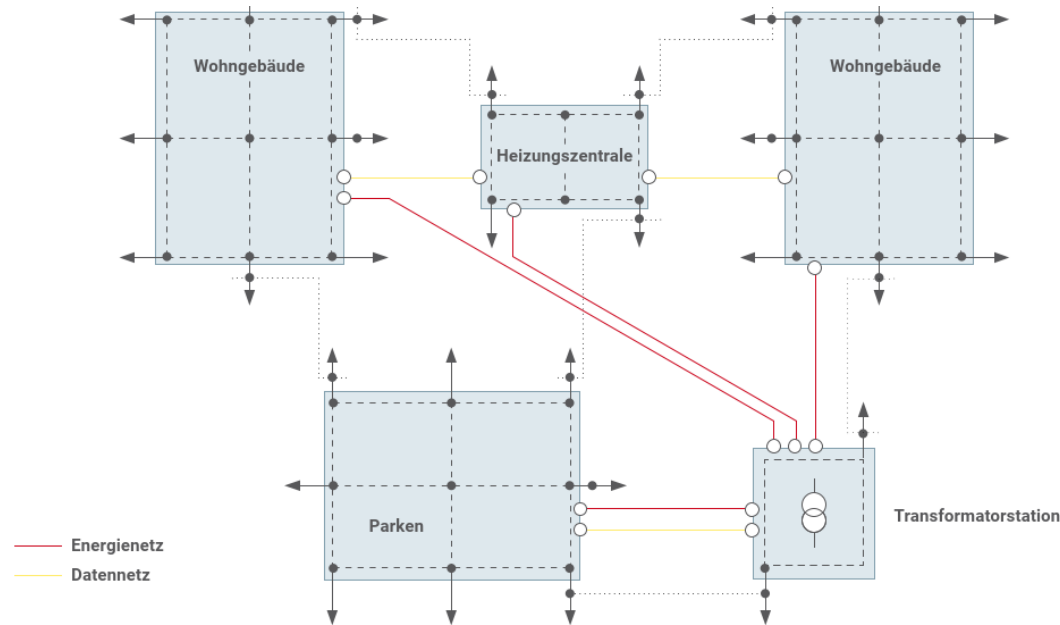 Wohngebäude
Wohngebäude
Heizungszentrale
Parken
Transformatorstation
Energienetz
Datennetz